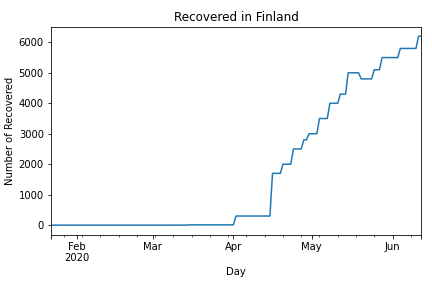 Recovered in Finland
Number of Recovered
6000
5000
4000
3000
2000
1000
0
Feb
2020
Mar
Apr
May
Jun
Day